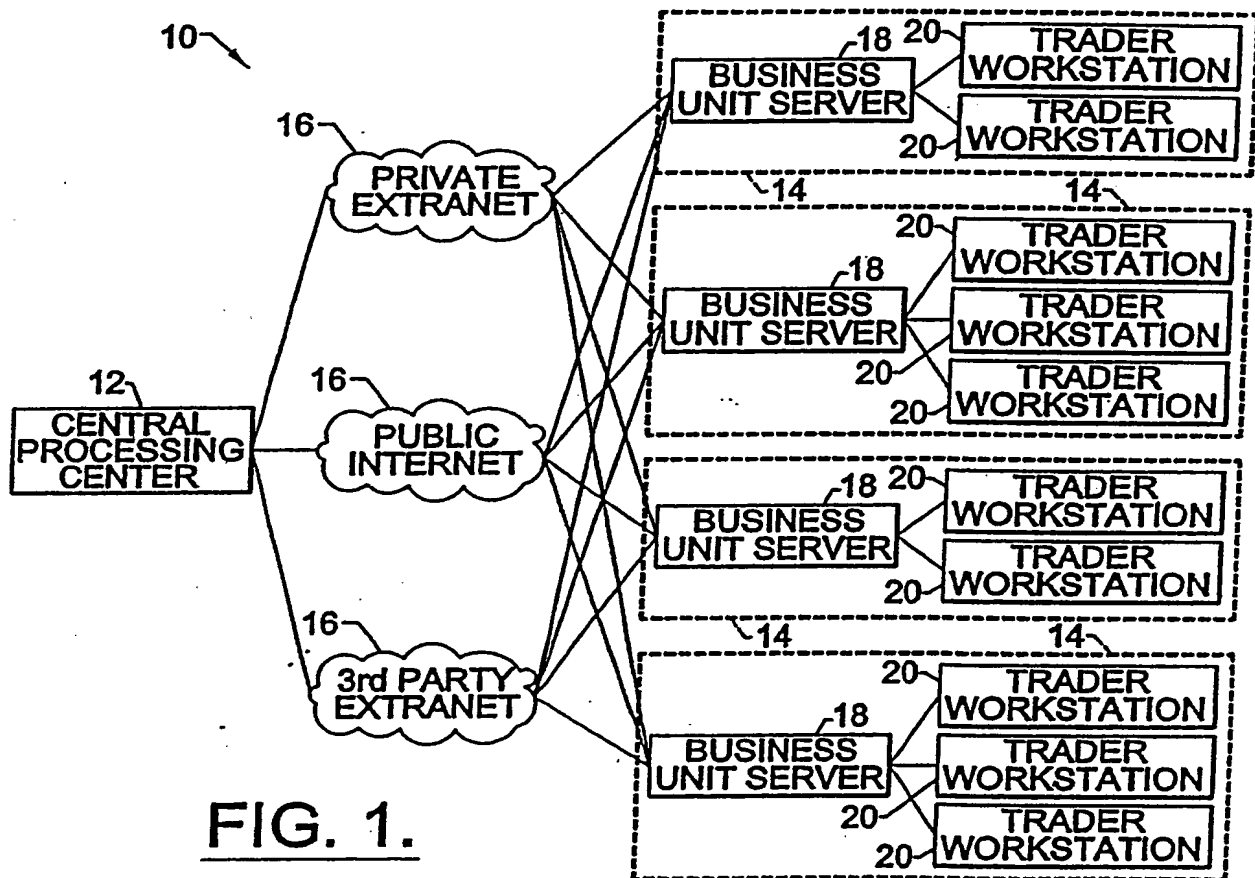 10
12
CENTRAL
PROCESSING
CENTER
16
PRIVATE
EXTRANET
16
PUBLIC
INTERNET
16
3rd PARTY
EXTRANET
18
BUSINESS
UNIT SERVER
20
TRADER
WORKSTATION
TRADER
WORKSTATION
20
14
14
18
BUSINESS
UNIT SERVER
20
TRADER
WORKSTATION
TRADER
WORKSTATION
20
TRADER
WORKSTATION
20
18
BUSINESS
UNIT SERVER
20
TRADER
WORKSTATION
TRADER
WORKSTATION
20
14
14
18
BUSINESS
UNIT SERVER
20
TRADER
WORKSTATION
TRADER
WORKSTATION
20
TRADER
WORKSTATION
20
FIG. 1.